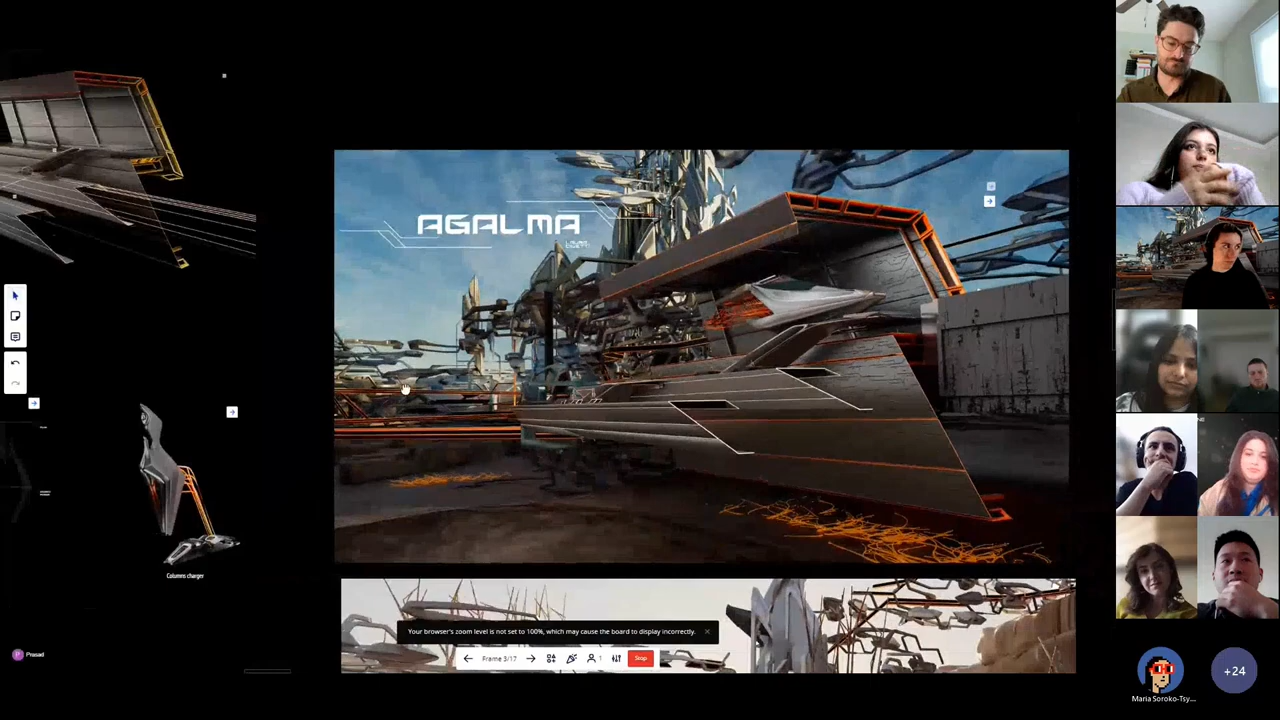 AGALMA
Columns charger
Prasad
Your browser's zoom level is not set to 100%, which may cause the board to display incorrectly.
Frame 3/17
1
Stop
Maria Soroko-Tsy...
+24